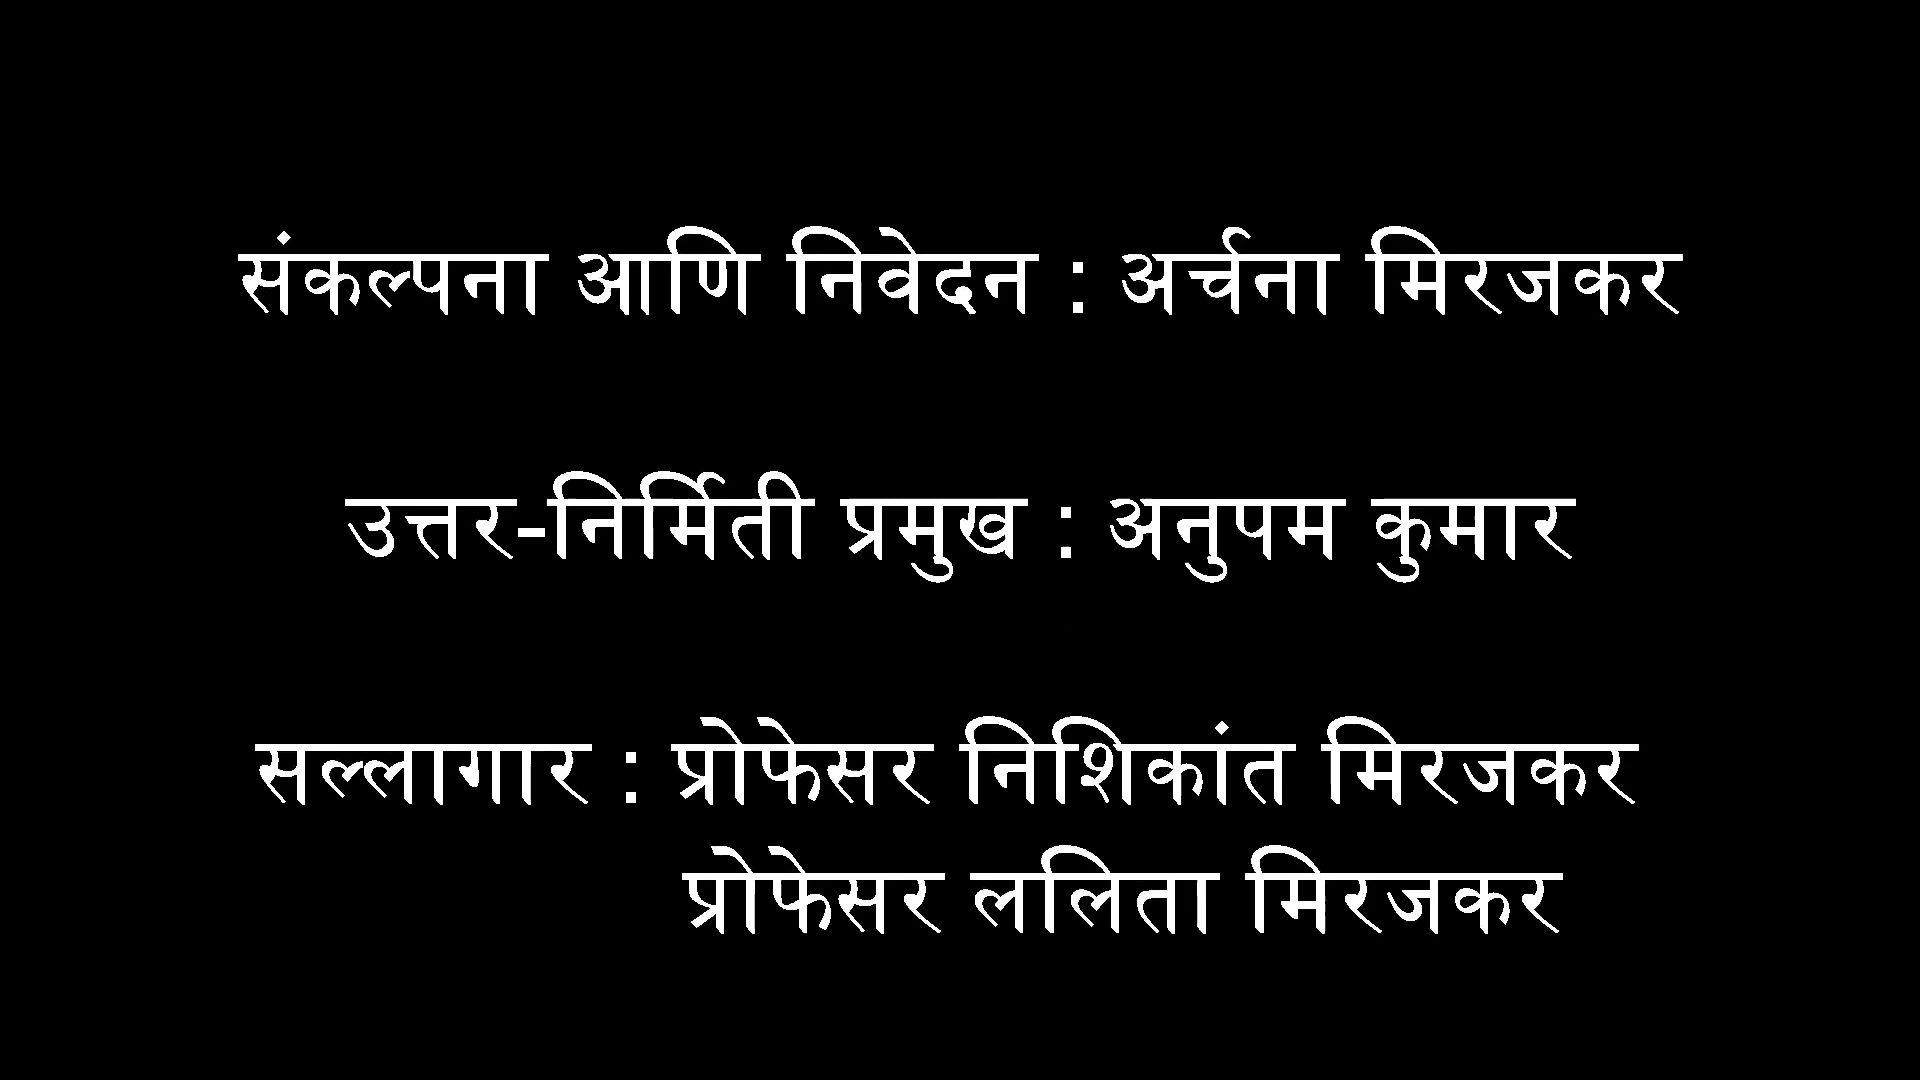 संकल्पना आणि निवेदन : अर्चना मिरजकर
उत्तर-निर्मिती प्रमुख : अनुपम कुमार
सल्लागार : प्रोफेसर निशिकांत मिरजकर
प्रोफेसर ललिता मिरजकर